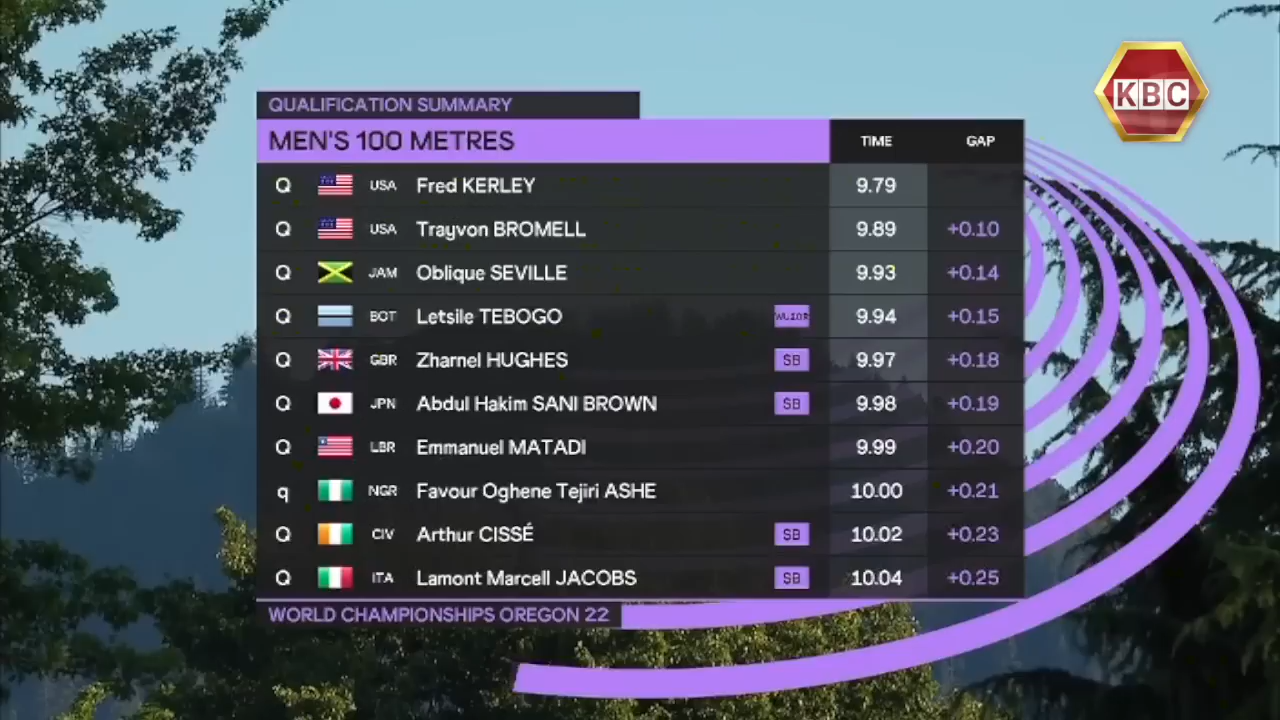 KBC
QUALIFICATION SUMMARY
MEN'S 100 METRES TIME GAP
Q USA Fred KERLEY 9.79
Q USA Trayvon BROMELL 9.89 +0.10
Q JAM Oblique SEVILLE 9.93 +0.14
Q BOT Letsile TEBOGO WU20R 9.94 +0.15
Q GBR Zharnel HUGHES SB 9.97 +0.18
Q JPN Abdul Hakim SANI BROWN SB 9.98 +0.19
Q LBR Emmanuel MATADI 9.99 +0.20
q NGR Favour Oghene Tejiri ASHE 10.00 +0.21
Q CIV Arthur CISSÉ SB 10.02 +0.23
Q ITA Lamont Marcell JACOBS SB 10.04 +0.25
WORLD CHAMPIONSHIPS OREGON 22